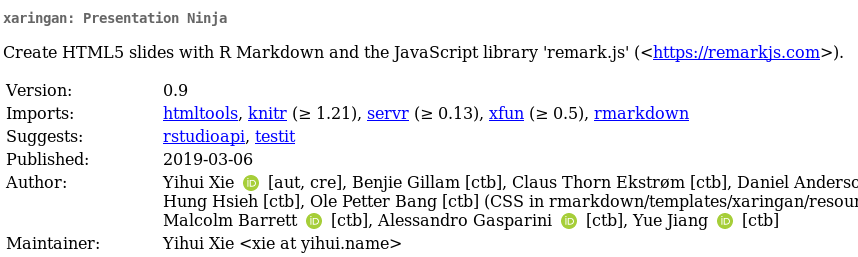 xaringan: Presentation Ninja
Create HTML5 slides with R Markdown and the JavaScript library 'remark.js' (<https://remarkjs.com>).
Version: 0.9
Imports: htmltools, knitr (≥ 1.21), servr (≥ 0.13), xfun (≥ 0.5), rmarkdown
Suggests: rstudioapi, testit
Published: 2019-03-06
Author: Yihui Xie iD [aut, cre], Benjie Gillam [ctb], Claus Thorn Ekstrøm [ctb], Daniel
Hung Hsieh [ctb], Ole Petter Bang [ctb] (CSS in rmarkdown/templates/xaringan/
Malcolm Barrett iD [ctb], Alessandro Gasparini iD [ctb], Yue Jiang iD [ctb]
Maintainer: Yihui Xie <xie at yihui.name>